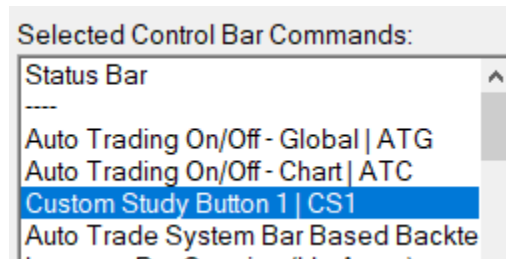 Selected Control Bar Commands:
Status Bar
----
Auto Trading On/Off - Global | ATG
Auto Trading On/Off - Chart | ATC
Custom Study Button 1 | CS1
Auto Trade System Bar Based Backte